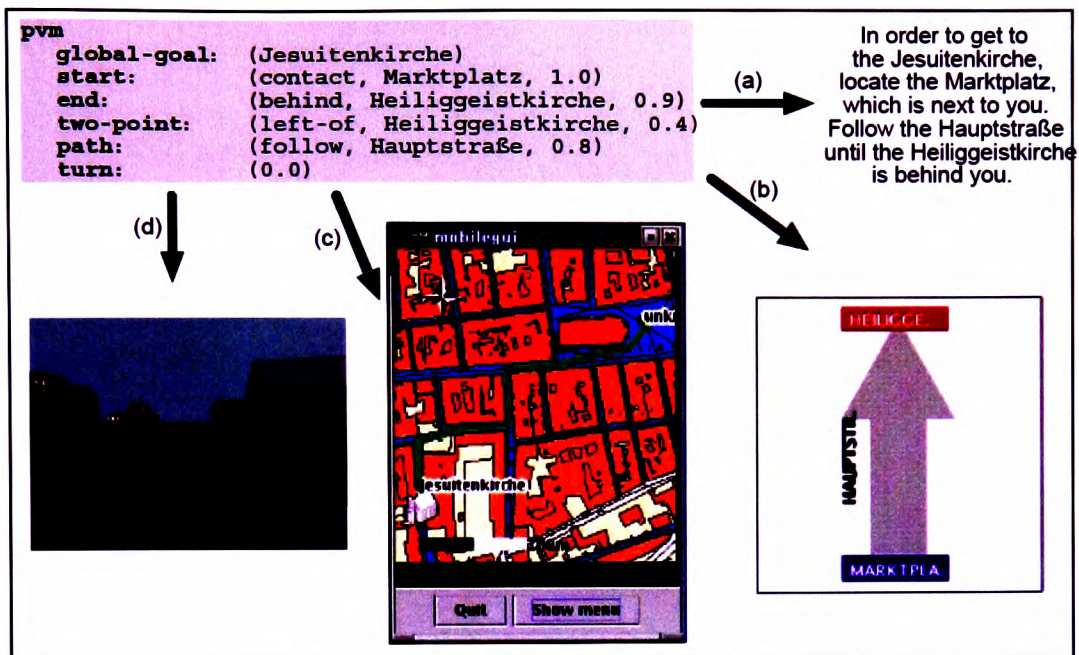 pvm
global-goal: (Jesuitenkirche)
start: (contact, Marktplatz, 1.0)
end: (behind, Heiliggeistkirche, 0.9)
two-point: (left-of, Heiliggeistkirche, 0.4)
path: (follow, Hauptstraße, 0.8)
turn: (0.0)
(a)
In order to get to
the Jesuitenkirche,
locate the Marktplatz,
which is next to you.
Follow the Hauptstraße
until the Heiliggeistkirche
is behind you.
(b)
(c)
(d)
mobilegui
unk
Jesuitenkirche
Quit
Show menu
HEILIGGE...
HAUPTSTR.
MARKTPLA